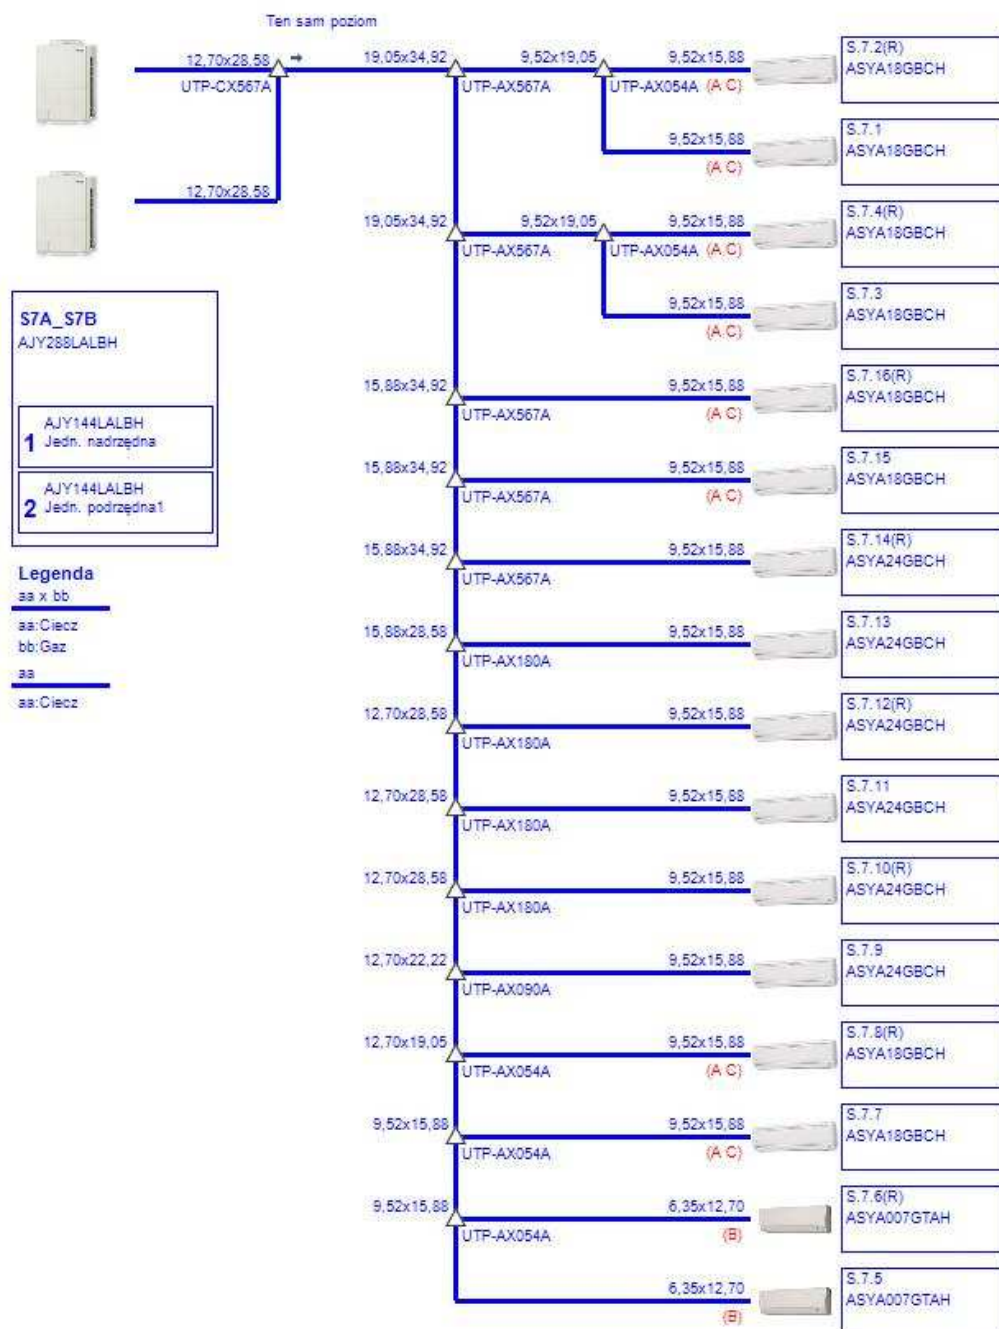 Ten sam poziom
12,70x28,58
19,05x34,92
9,52x19,05
9,52x15,88
S.7.2(R)
UTP-CX567A
UTP-AX567A
UTP-AX054A
(A C)
ASYA18GBCH
9,52x15,88
(A C)
S.7.1
ASYA18GBCH
12,70x28,58
19,05x34,92
9,52x19,05
9,52x15,88
S.7.4(R)
UTP-AX567A
UTP-AX054A
(A C)
ASYA18GBCH
9,52x15,88
(A C)
S.7.3
ASYA18GBCH
S7A_S7B
AJY288LALBH
1
AJY144LALBH
Jedn. nadrzędna
2
AJY144LALBH
Jedn. podrzędna1
Legenda
aa x bb
aa:Ciecz
bb:Gaz
aa
aa:Ciecz
15,88x34,92
UTP-AX567A
9,52x15,88
(A C)
S.7.16(R)
ASYA18GBCH
15,88x34,92
UTP-AX567A
9,52x15,88
(A C)
S.7.15
ASYA18GBCH
15,88x34,92
UTP-AX567A
9,52x15,88
S.7.14(R)
ASYA24GBCH
15,88x28,58
UTP-AX180A
9,52x15,88
S.7.13
ASYA24GBCH
12,70x28,58
UTP-AX180A
9,52x15,88
S.7.12(R)
ASYA24GBCH
12,70x28,58
UTP-AX180A
9,52x15,88
S.7.11
ASYA24GBCH
12,70x28,58
UTP-AX180A
9,52x15,88
S.7.10(R)
ASYA24GBCH
12,70x22,22
UTP-AX090A
9,52x15,88
S.7.9
ASYA24GBCH
12,70x19,05
UTP-AX054A
9,52x15,88
(A C)
S.7.8(R)
ASYA18GBCH
9,52x15,88
UTP-AX054A
9,52x15,88
(A C)
S.7.7
ASYA18GBCH
9,52x15,88
UTP-AX054A
6,35x12,70
(B)
S.7.6(R)
ASYA007GTAH
6,35x12,70
(B)
S.7.5
ASYA007GTAH